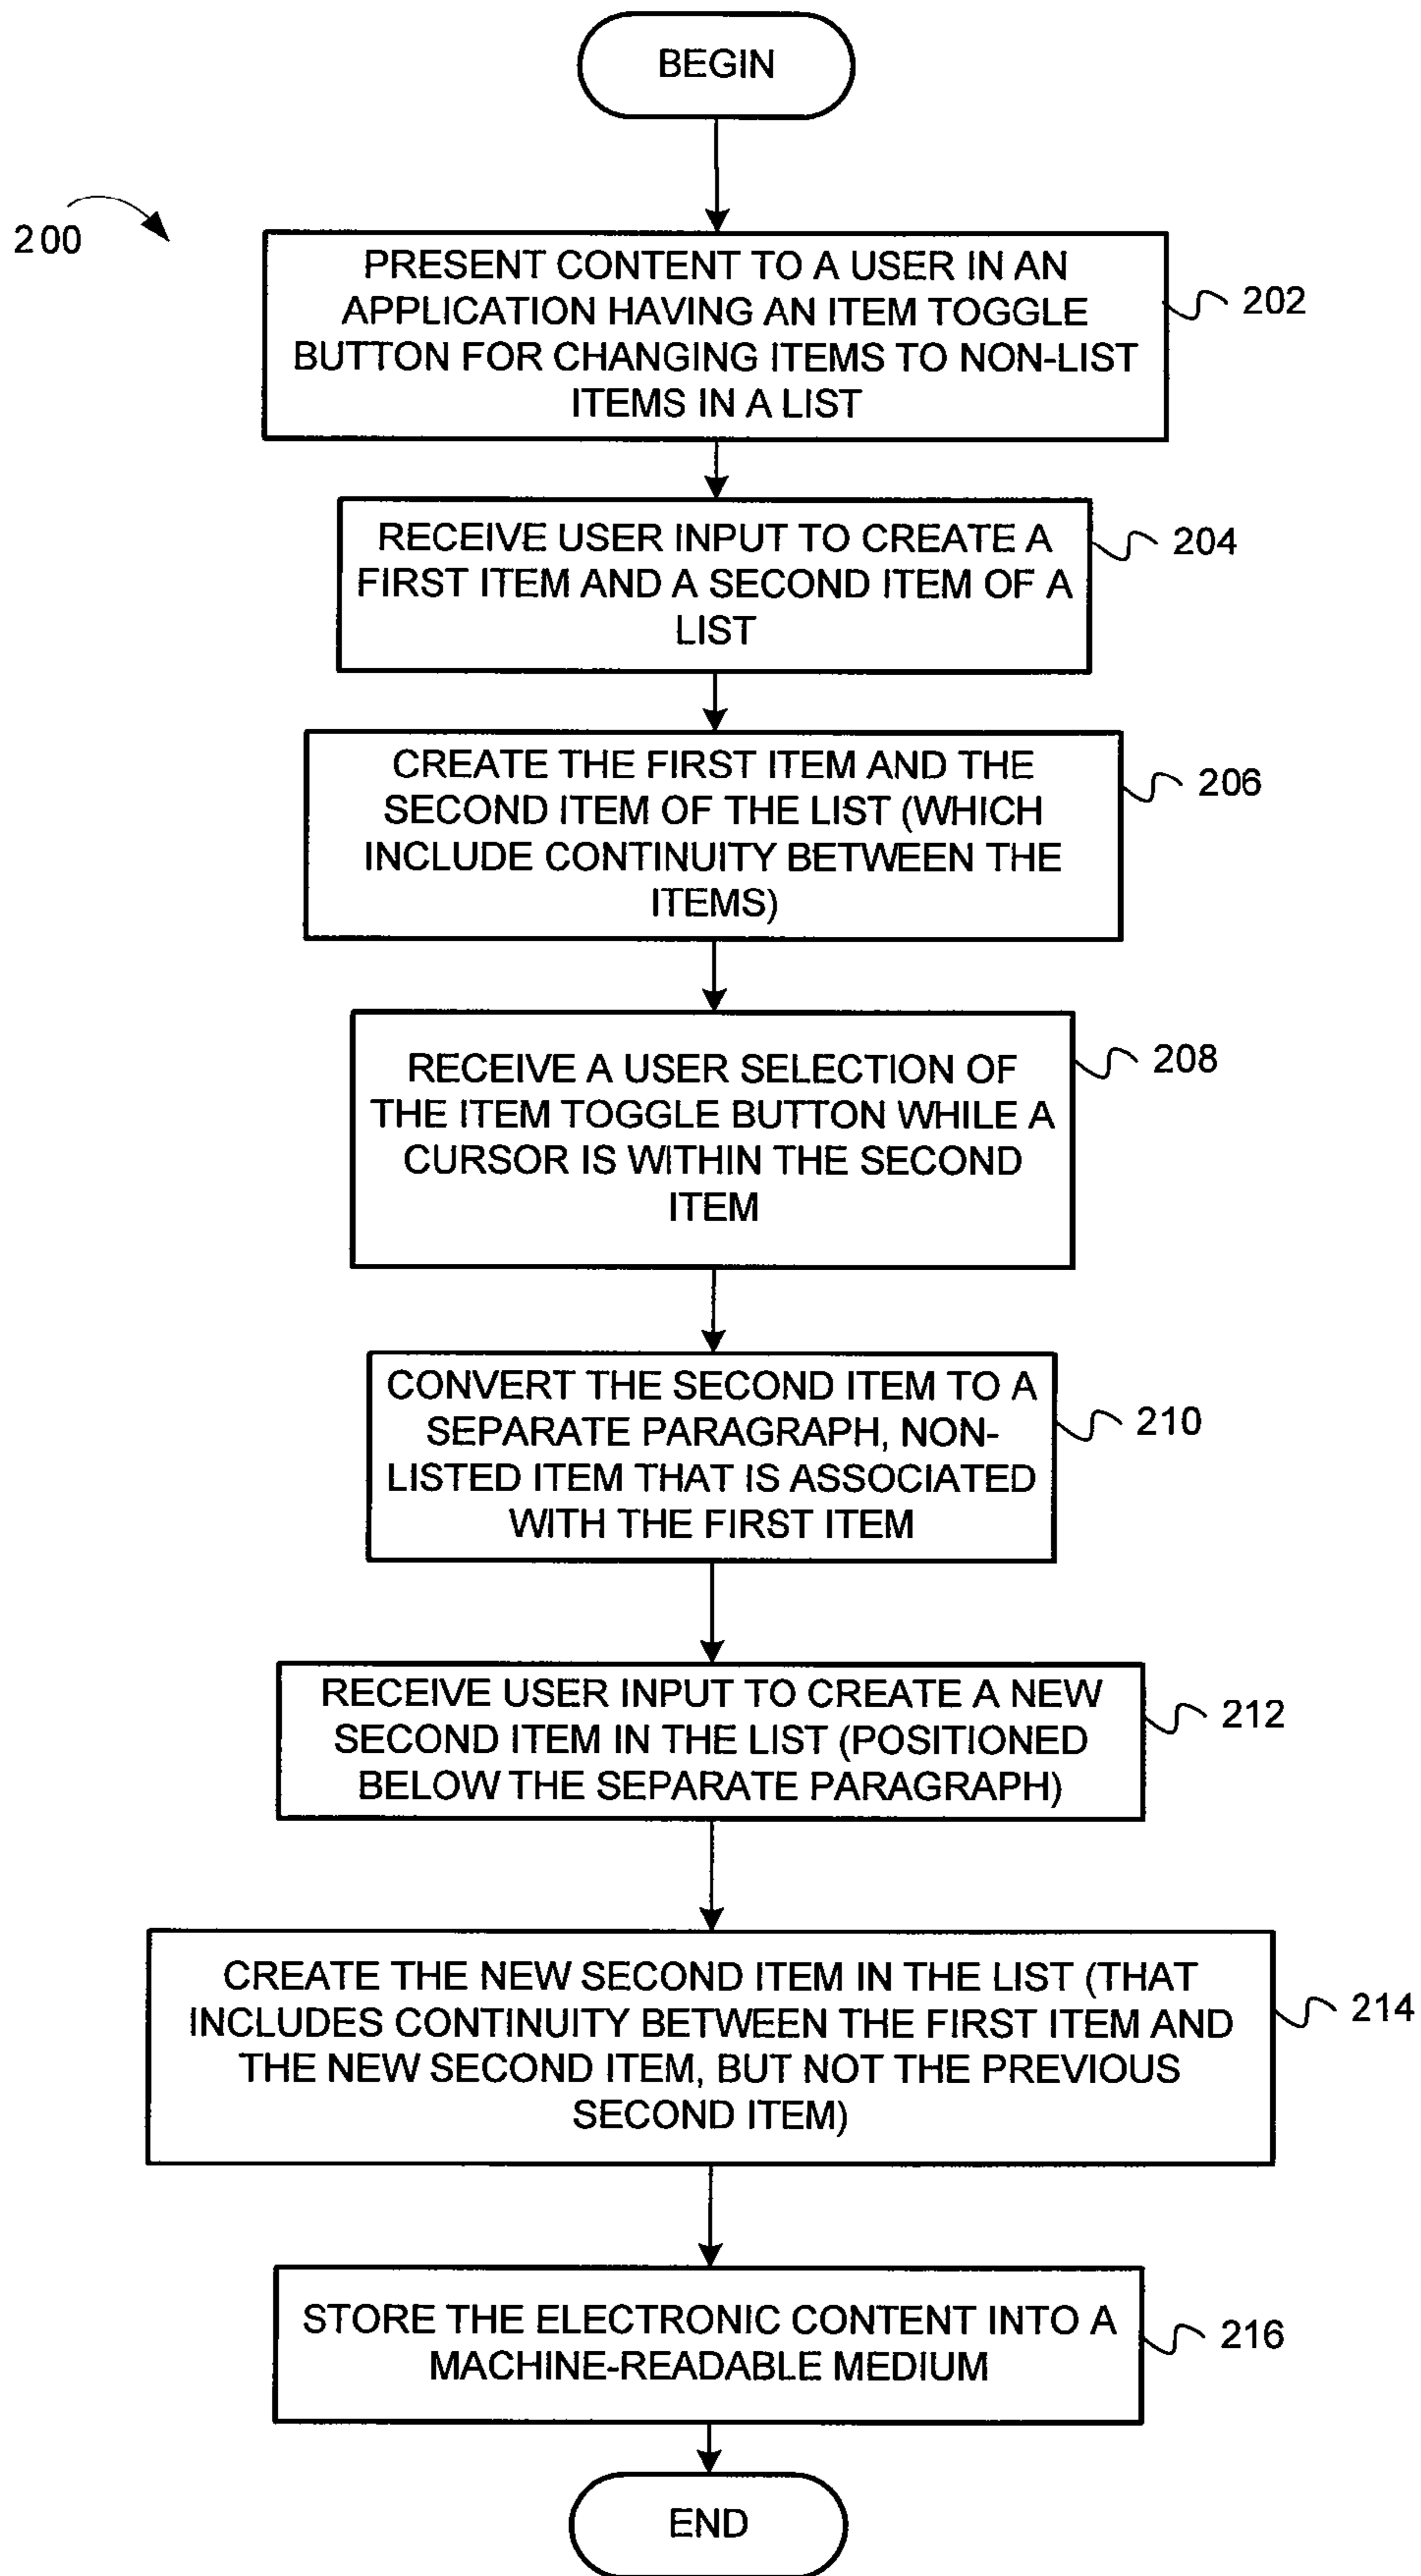 BEGIN
200
PRESENT CONTENT TO A USER IN AN
APPLICATION HAVING AN ITEM TOGGLE
BUTTON FOR CHANGING ITEMS TO NON-LIST
ITEMS IN A LIST
202
RECEIVE USER INPUT TO CREATE A
FIRST ITEM AND A SECOND ITEM OF A
LIST
204
CREATE THE FIRST ITEM AND THE
SECOND ITEM OF THE LIST (WHICH
INCLUDE CONTINUITY BETWEEN THE
ITEMS)
206
RECEIVE A USER SELECTION OF
THE ITEM TOGGLE BUTTON WHILE A
CURSOR IS WITHIN THE SECOND
ITEM
208
CONVERT THE SECOND ITEM TO A
SEPARATE PARAGRAPH, NON-
LISTED ITEM THAT IS ASSOCIATED
WITH THE FIRST ITEM
210
RECEIVE USER INPUT TO CREATE A NEW
SECOND ITEM IN THE LIST (POSITIONED
BELOW THE SEPARATE PARAGRAPH)
212
CREATE THE NEW SECOND ITEM IN THE LIST (THAT
INCLUDES CONTINUITY BETWEEN THE FIRST ITEM AND
THE NEW SECOND ITEM, BUT NOT THE PREVIOUS
SECOND ITEM)
214
STORE THE ELECTRONIC CONTENT INTO A
MACHINE-READABLE MEDIUM
216
END